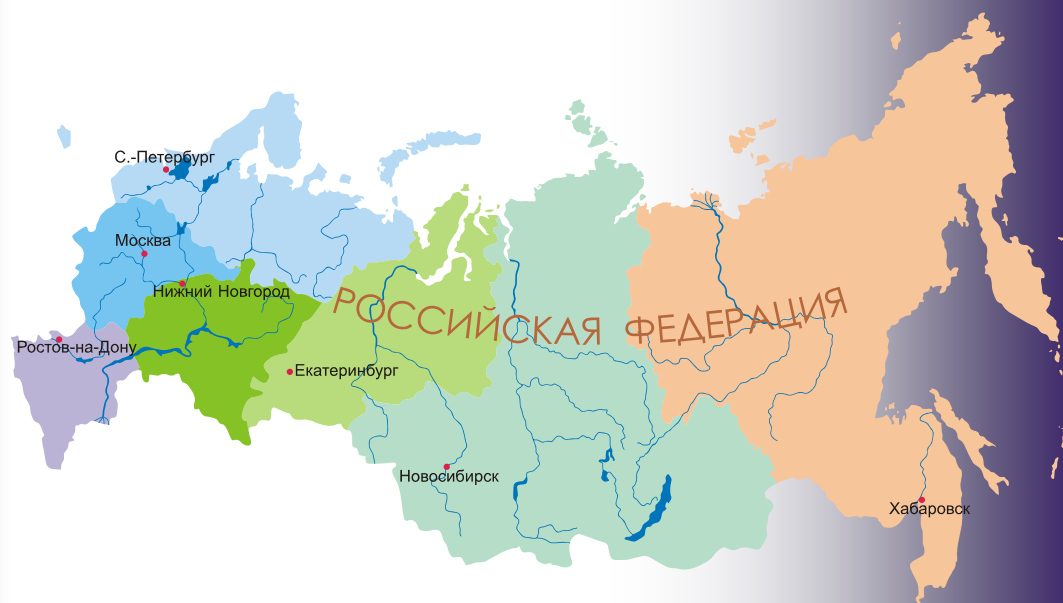 С.-Петербург
Москва
Нижний Новгород
РОССИЙСКАЯ ФЕДЕРАЦИЯ
Ростов-на-Дону
Екатеринбург
Новосибирск
Хабаровск